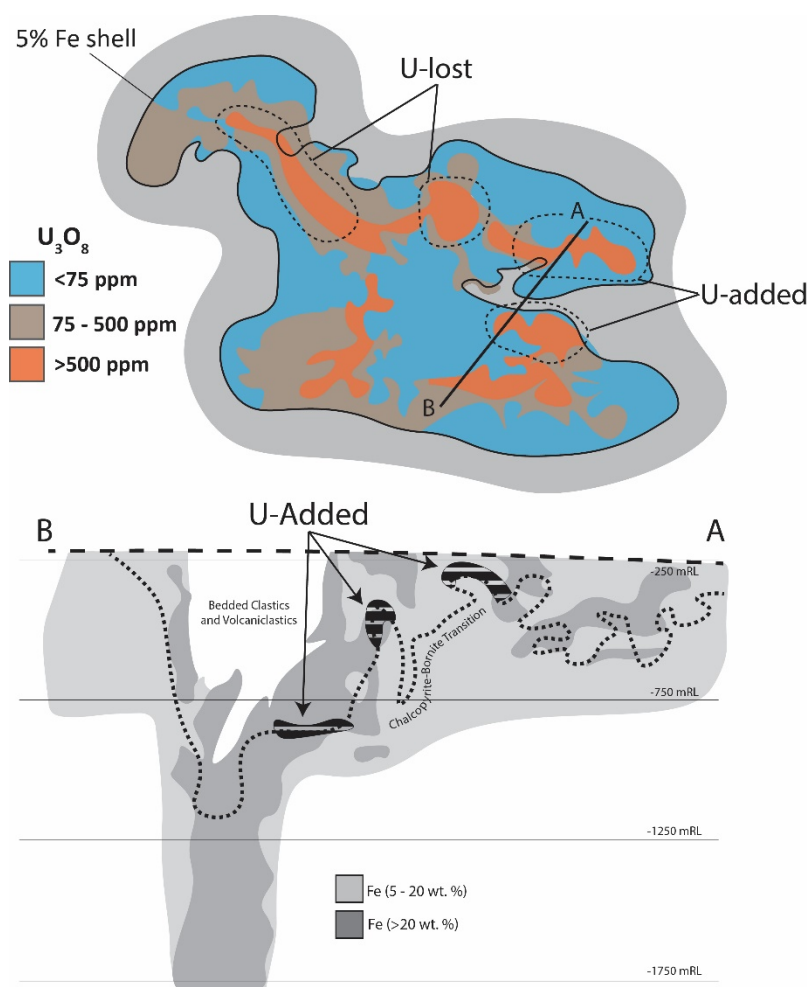 5% Fe shell
U-lost
A
U₃O₈
<75 ppm
75 - 500 ppm
>500 ppm
U-added
B
B
U-Added
A
-250 mRL
Bedded Clastics
and Volcaniclastics
Chalcopyrite-Bornite Transition
-750 mRL
-1250 mRL
Fe (5 - 20 wt. %)
Fe (>20 wt. %)
-1750 mRL